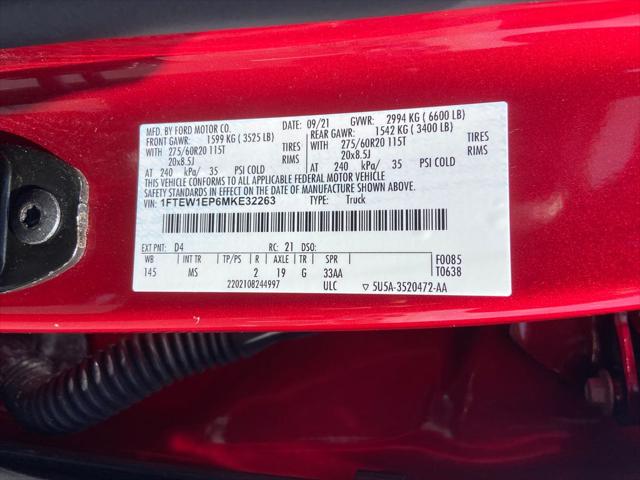 MFD. BY FORD MOTOR CO. DATE: 09/21 GVWR: 2994 KG ( 6600 LB)
FRONT GAWR: 1599 KG ( 3525 LB) REAR GAWR: 1542 KG ( 3400 LB)
WITH 275/60R20 115T TIRES WITH 275/60R20 115T TIRES
20x8.5J RIMS 20x8.5J RIMS
AT 240 kPa/ 35 PSI COLD AT 240 kPa/ 35 PSI COLD
THIS VEHICLE CONFORMS TO ALL APPLICABLE FEDERAL MOTOR VEHICLE
SAFETY STANDARDS IN EFFECT ON THE DATE OF MANUFACTURE SHOWN ABOVE.
VIN: 1FTEW1EP6MKE32263 TYPE: Truck
EXT PNT: D4 RC: 21 DSO:
WB INT TR TP/PS R AXLE TR SPR F0085
145 MS 2 19 G 33AA T0638
2202108244997 ULC ▽ 5U5A-3520472-AA